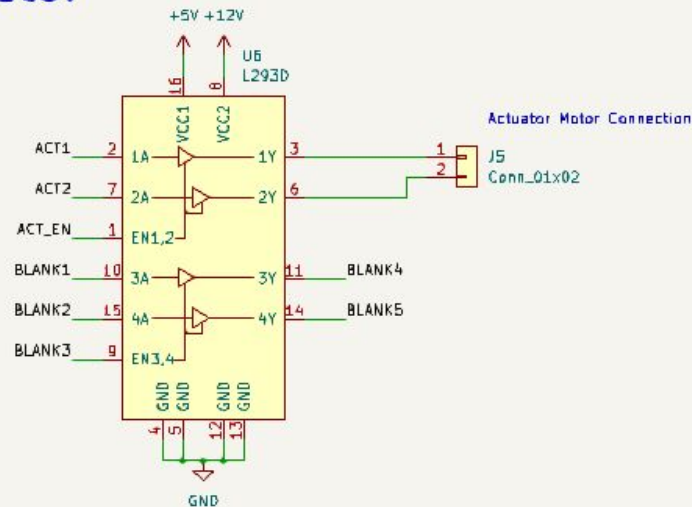 +5V +12V
U6
L293D
16 8
VCC1 VCC2
Actuator Motor Connection
ACT1 2 1A 1Y 3 1 J5
ACT2 7 2A 2Y 6 2 Conn_01x02
ACT_EN 1 EN1,2
BLANK1 10 3A 3Y 11 BLANK4
BLANK2 15 4A 4Y 14 BLANK5
BLANK3 9 EN3,4
GND GND GND GND
4 5 12 13
GND